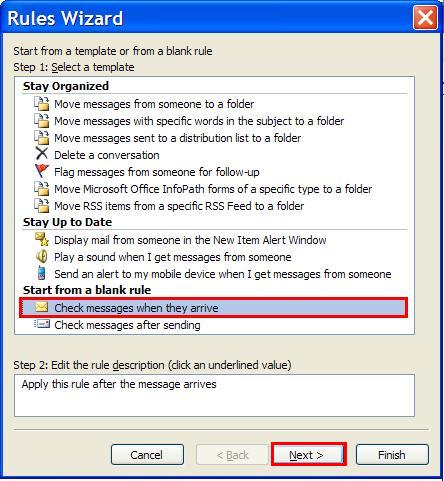 Rules Wizard
Start from a template or from a blank rule
Step 1: Select a template
Stay Organized
Move messages from someone to a folder
Move messages with specific words in the subject to a folder
Move messages sent to a distribution list to a folder
Delete a conversation
Flag messages from someone for follow-up
Move Microsoft Office InfoPath forms of a specific type to a folder
Move RSS items from a specific RSS Feed to a folder
Stay Up to Date
Display mail from someone in the New Item Alert Window
Play a sound when I get messages from someone
Send an alert to my mobile device when I get messages from someone
Start from a blank rule
Check messages when they arrive
Check messages after sending
Step 2: Edit the rule description (click an underlined value)
Apply this rule after the message arrives
Cancel < Back Next > Finish